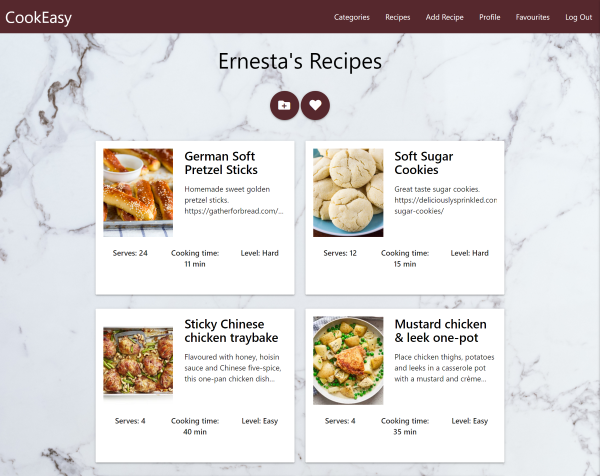 CookEasy
Categories Recipes Add Recipe Profile Favourites Log Out
Ernesta's Recipes
German Soft
Pretzel Sticks
Homemade sweet golden
pretzel sticks.
https://gatherforbread.com/...
Serves: 24 Cooking time: Level: Hard
11 min
Soft Sugar
Cookies
Great taste sugar cookies.
https://deliciouslysprinkled.com
sugar-cookies/
Serves: 12 Cooking time: Level: Hard
15 min
Sticky Chinese
chicken traybake
Flavoured with honey, hoisin
sauce and Chinese five-spice,
this one-pan chicken dish...
Serves: 4 Cooking time: Level: Easy
40 min
Mustard chicken
& leek one-pot
Place chicken thighs, potatoes
and leeks in a casserole pot
with a mustard and crème...
Serves: 4 Cooking time: Level: Easy
35 min